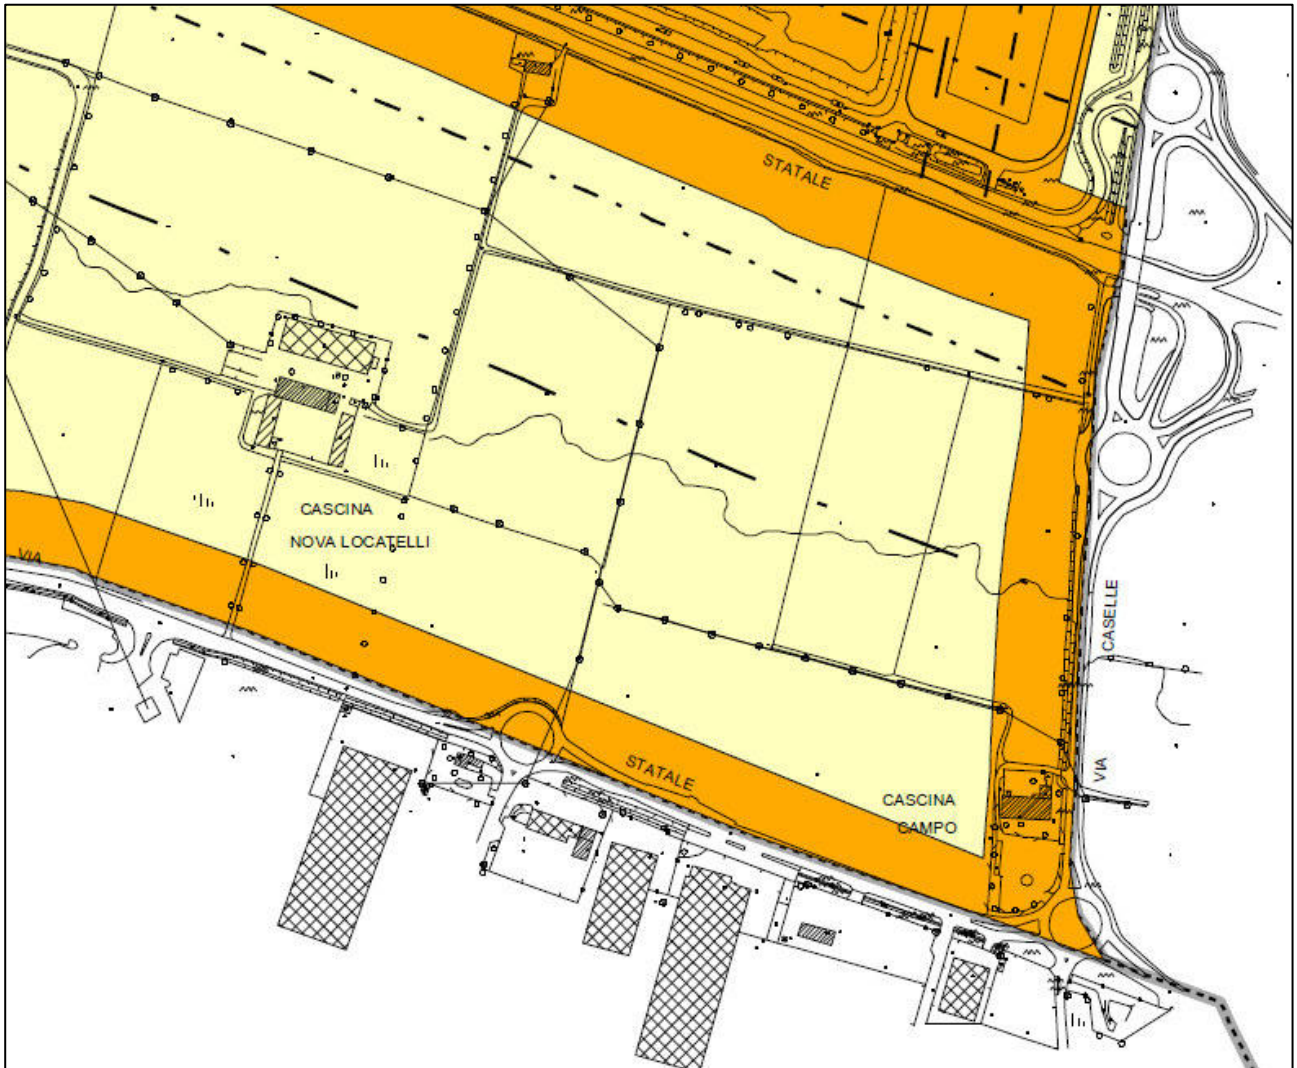 STATALE
CASCINA
NOVA LOCATELLI
VIA
CASELLE
VIA
STATALE
CASCINA
CAMPO